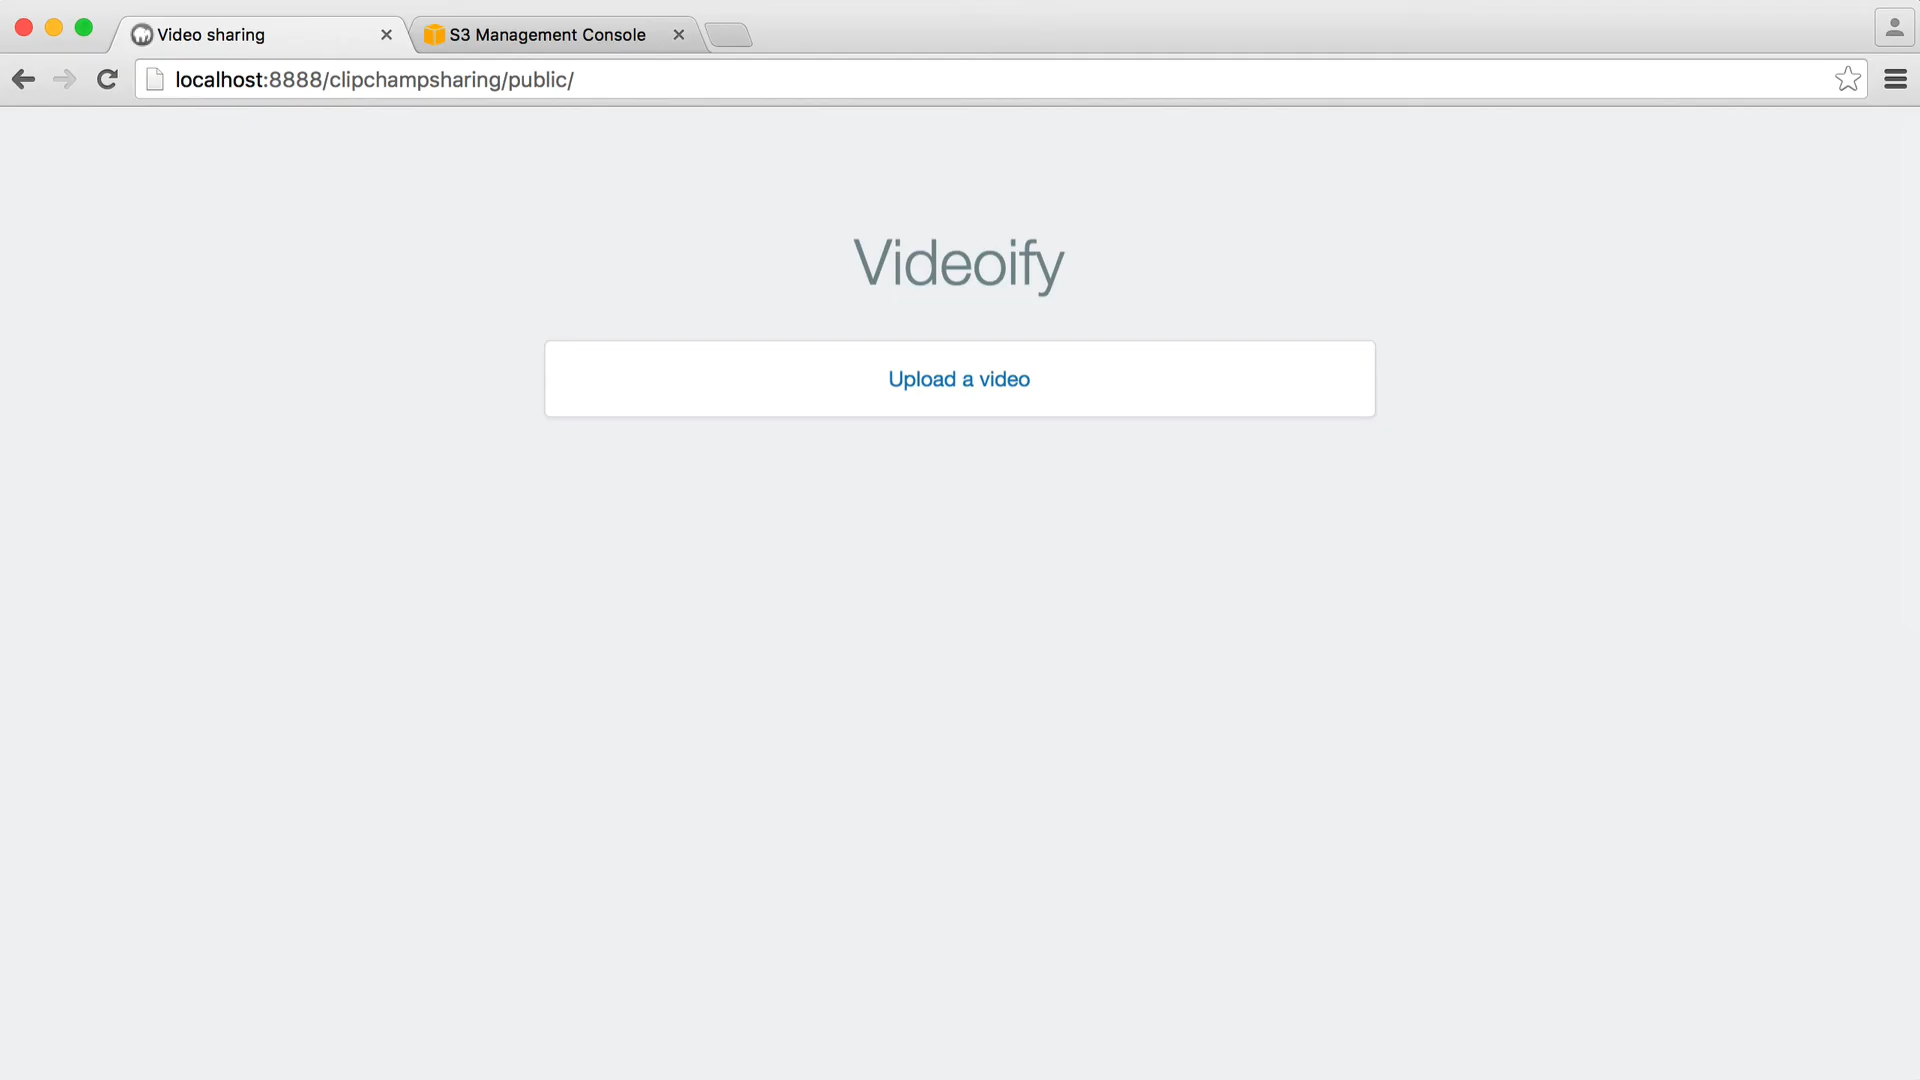 Video sharing
S3 Management Console
localhost:8888/clipchampsharing/public/
Videoify
Upload a video